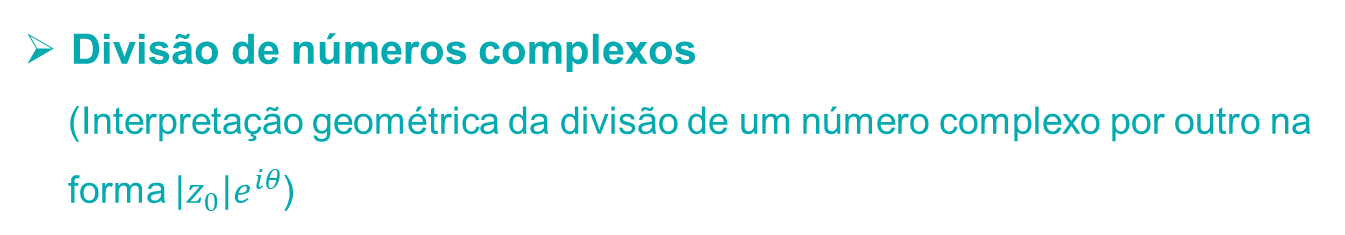 ➢ Divisão de números complexos
(Interpretação geométrica da divisão de um número complexo por outro na
forma |𝑧₀|𝑒^{𝑖𝜃})